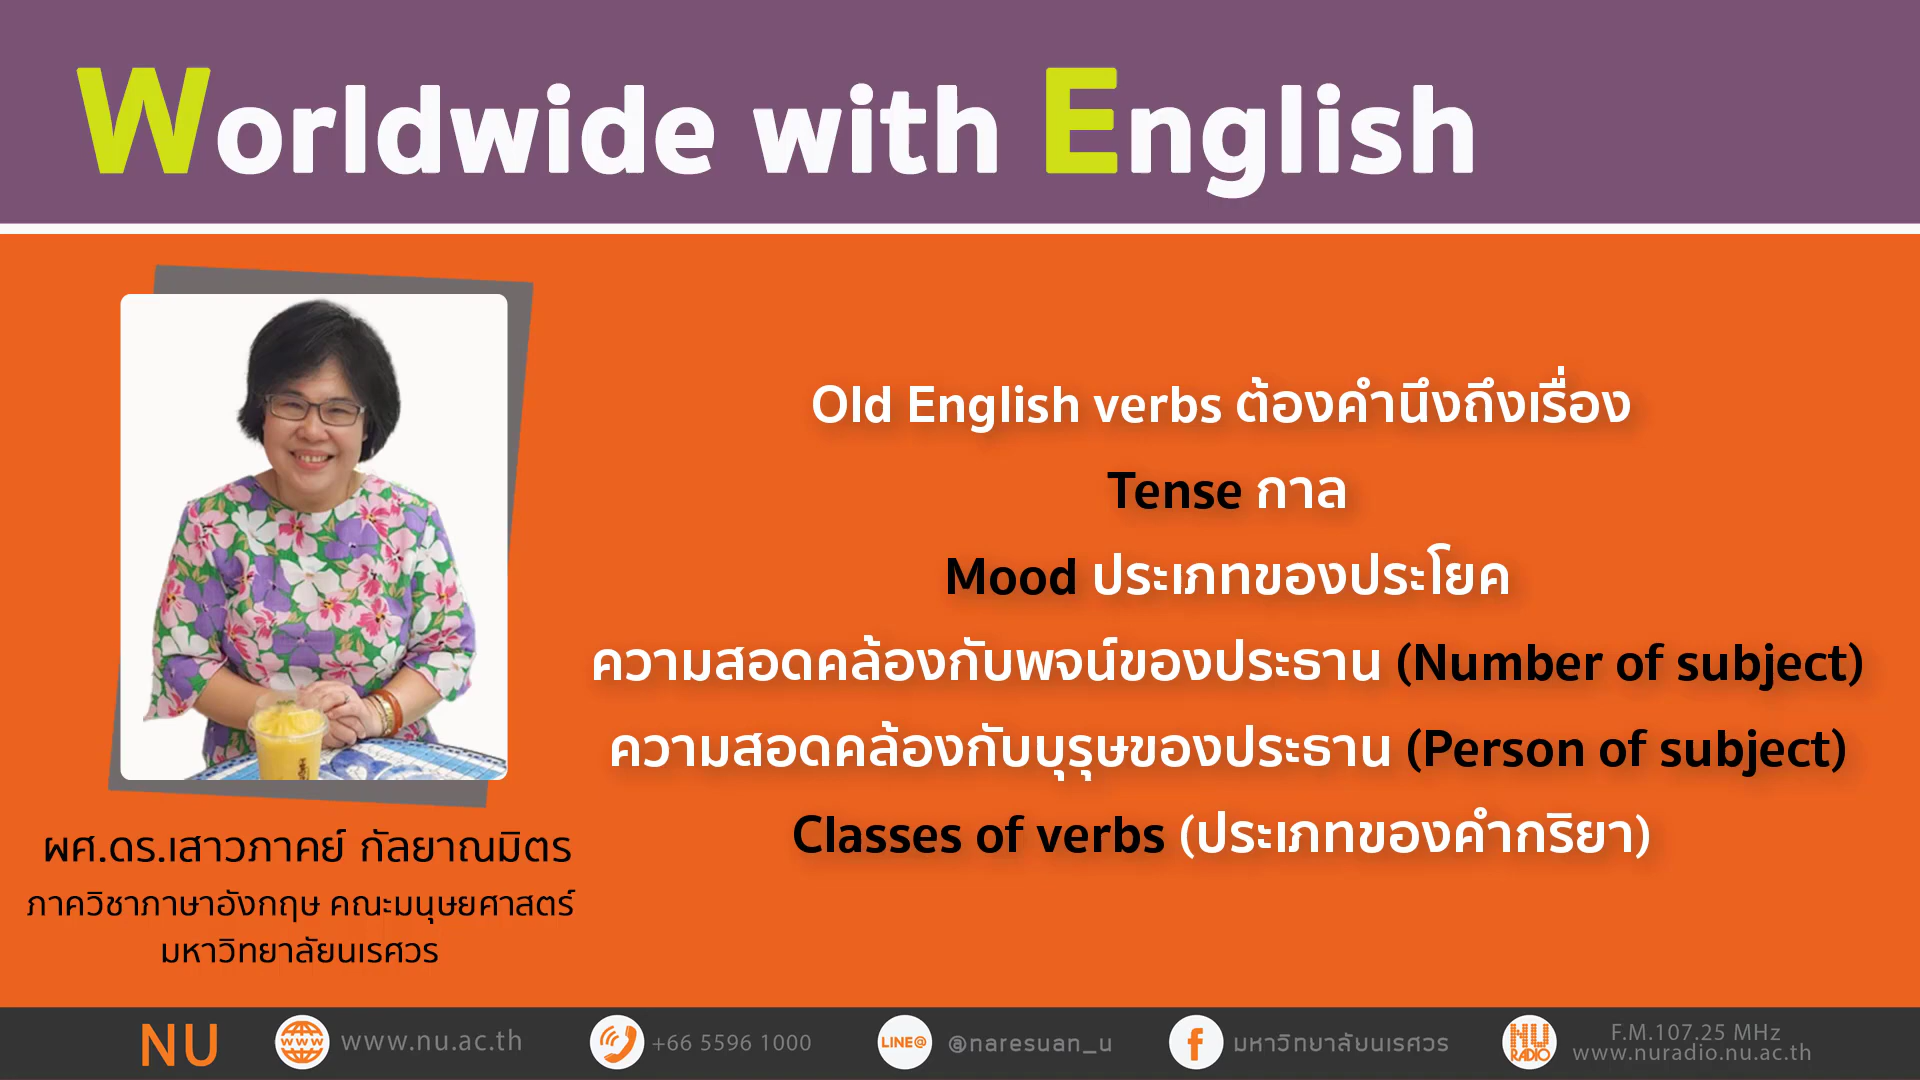 Worldwide with English
Old English verbs ต้องคำนึงถึงเรื่อง
Tense กาล
Mood ประเภทของประโยค
ความสอดคล้องกับพจน์ของประธาน (Number of subject)
ความสอดคล้องกับบุรุษของประธาน (Person of subject)
Classes of verbs (ประเภทของคำกริยา)
ผศ.ดร.เสาวภาคย์ กัลยาณมิตร
ภาควิชาภาษาอังกฤษ คณะมนุษยศาสตร์
มหาวิทยาลัยนเรศวร
NU
www
www.nu.ac.th
+66 5596 1000
LINE@
@naresuan_u
f
มหาวิทยาลัยนเรศวร
NU
RADIO
F.M.107.25 MHz
www.nuradio.nu.ac.th